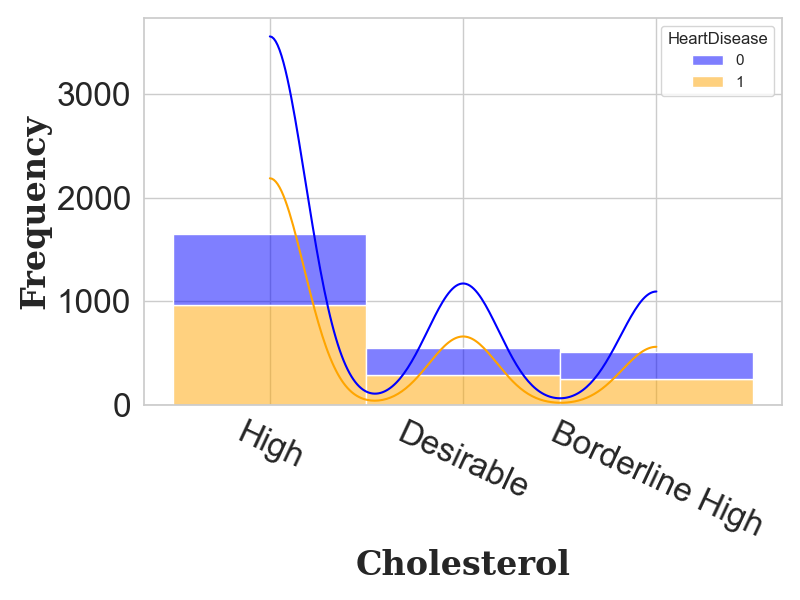 HeartDisease
0
1
3000
2000
1000
0
Frequency
High
Desirable
Borderline High
Cholesterol